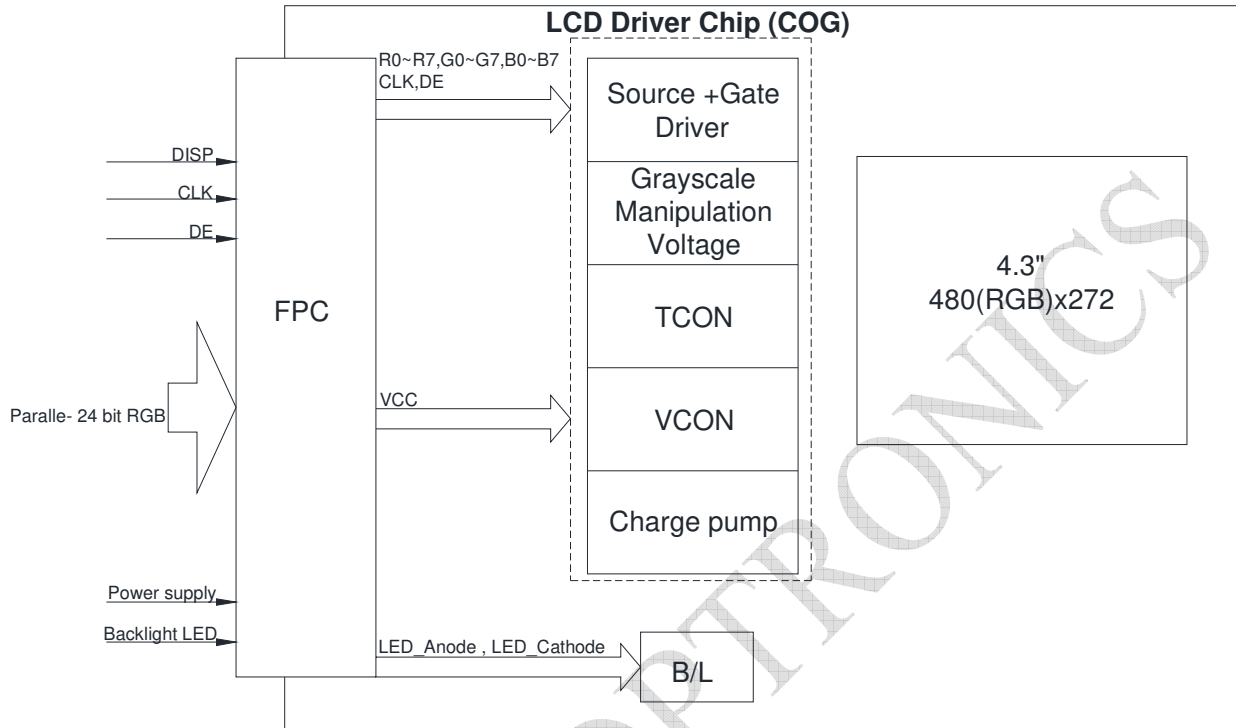 LCD Driver Chip (COG)
R0~R7,G0~G7,B0~B7
CLK,DE
Source +Gate
Driver
DISP
Grayscale
Manipulation
Voltage
CLK
DE
4.3"
480(RGB)x272
FPC
TCON
Paralle- 24 bit RGB
VCC
VCON
Charge pump
Power supply
Backlight LED
LED_Anode , LED_Cathode
B/L
OPTRONICS